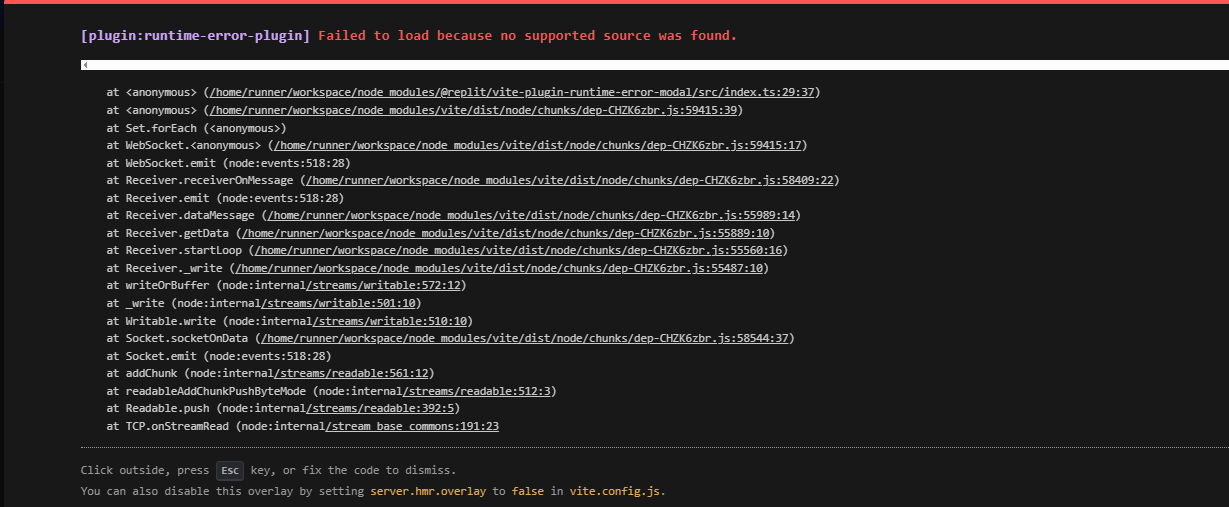 [plugin:runtime-error-plugin] Failed to load because no supported source was found.
at <anonymous> (/home/runner/workspace/node_modules/@replit/vite-plugin-runtime-error-modal/src/index.ts:29:37)
at <anonymous> (/home/runner/workspace/node_modules/vite/dist/node/chunks/dep-CHZK6zbr.js:59415:39)
at Set.forEach (<anonymous>)
at WebSocket.<anonymous> (/home/runner/workspace/node_modules/vite/dist/node/chunks/dep-CHZK6zbr.js:59415:17)
at WebSocket.emit (node:events:518:28)
at Receiver.receiverOnMessage (/home/runner/workspace/node_modules/vite/dist/node/chunks/dep-CHZK6zbr.js:58409:22)
at Receiver.emit (node:events:518:28)
at Receiver.dataMessage (/home/runner/workspace/node_modules/vite/dist/node/chunks/dep-CHZK6zbr.js:55989:14)
at Receiver.getData (/home/runner/workspace/node_modules/vite/dist/node/chunks/dep-CHZK6zbr.js:55889:10)
at Receiver.startLoop (/home/runner/workspace/node_modules/vite/dist/node/chunks/dep-CHZK6zbr.js:55560:16)
at Receiver._write (/home/runner/workspace/node_modules/vite/dist/node/chunks/dep-CHZK6zbr.js:55487:10)
at writeOrBuffer (node:internal/streams/writable:572:12)
at _write (node:internal/streams/writable:501:10)
at Writable.write (node:internal/streams/writable:510:10)
at Socket.socketOnData (/home/runner/workspace/node_modules/vite/dist/node/chunks/dep-CHZK6zbr.js:58544:37)
at Socket.emit (node:events:518:28)
at addChunk (node:internal/streams/readable:561:12)
at readableAddChunkPushByteMode (node:internal/streams/readable:512:3)
at Readable.push (node:internal/streams/readable:392:5)
at TCP.onStreamRead (node:internal/stream_base_commons:191:23
Click outside, press Esc key, or fix the code to dismiss.
You can also disable this overlay by setting server.hmr.overlay to false in vite.config.js.